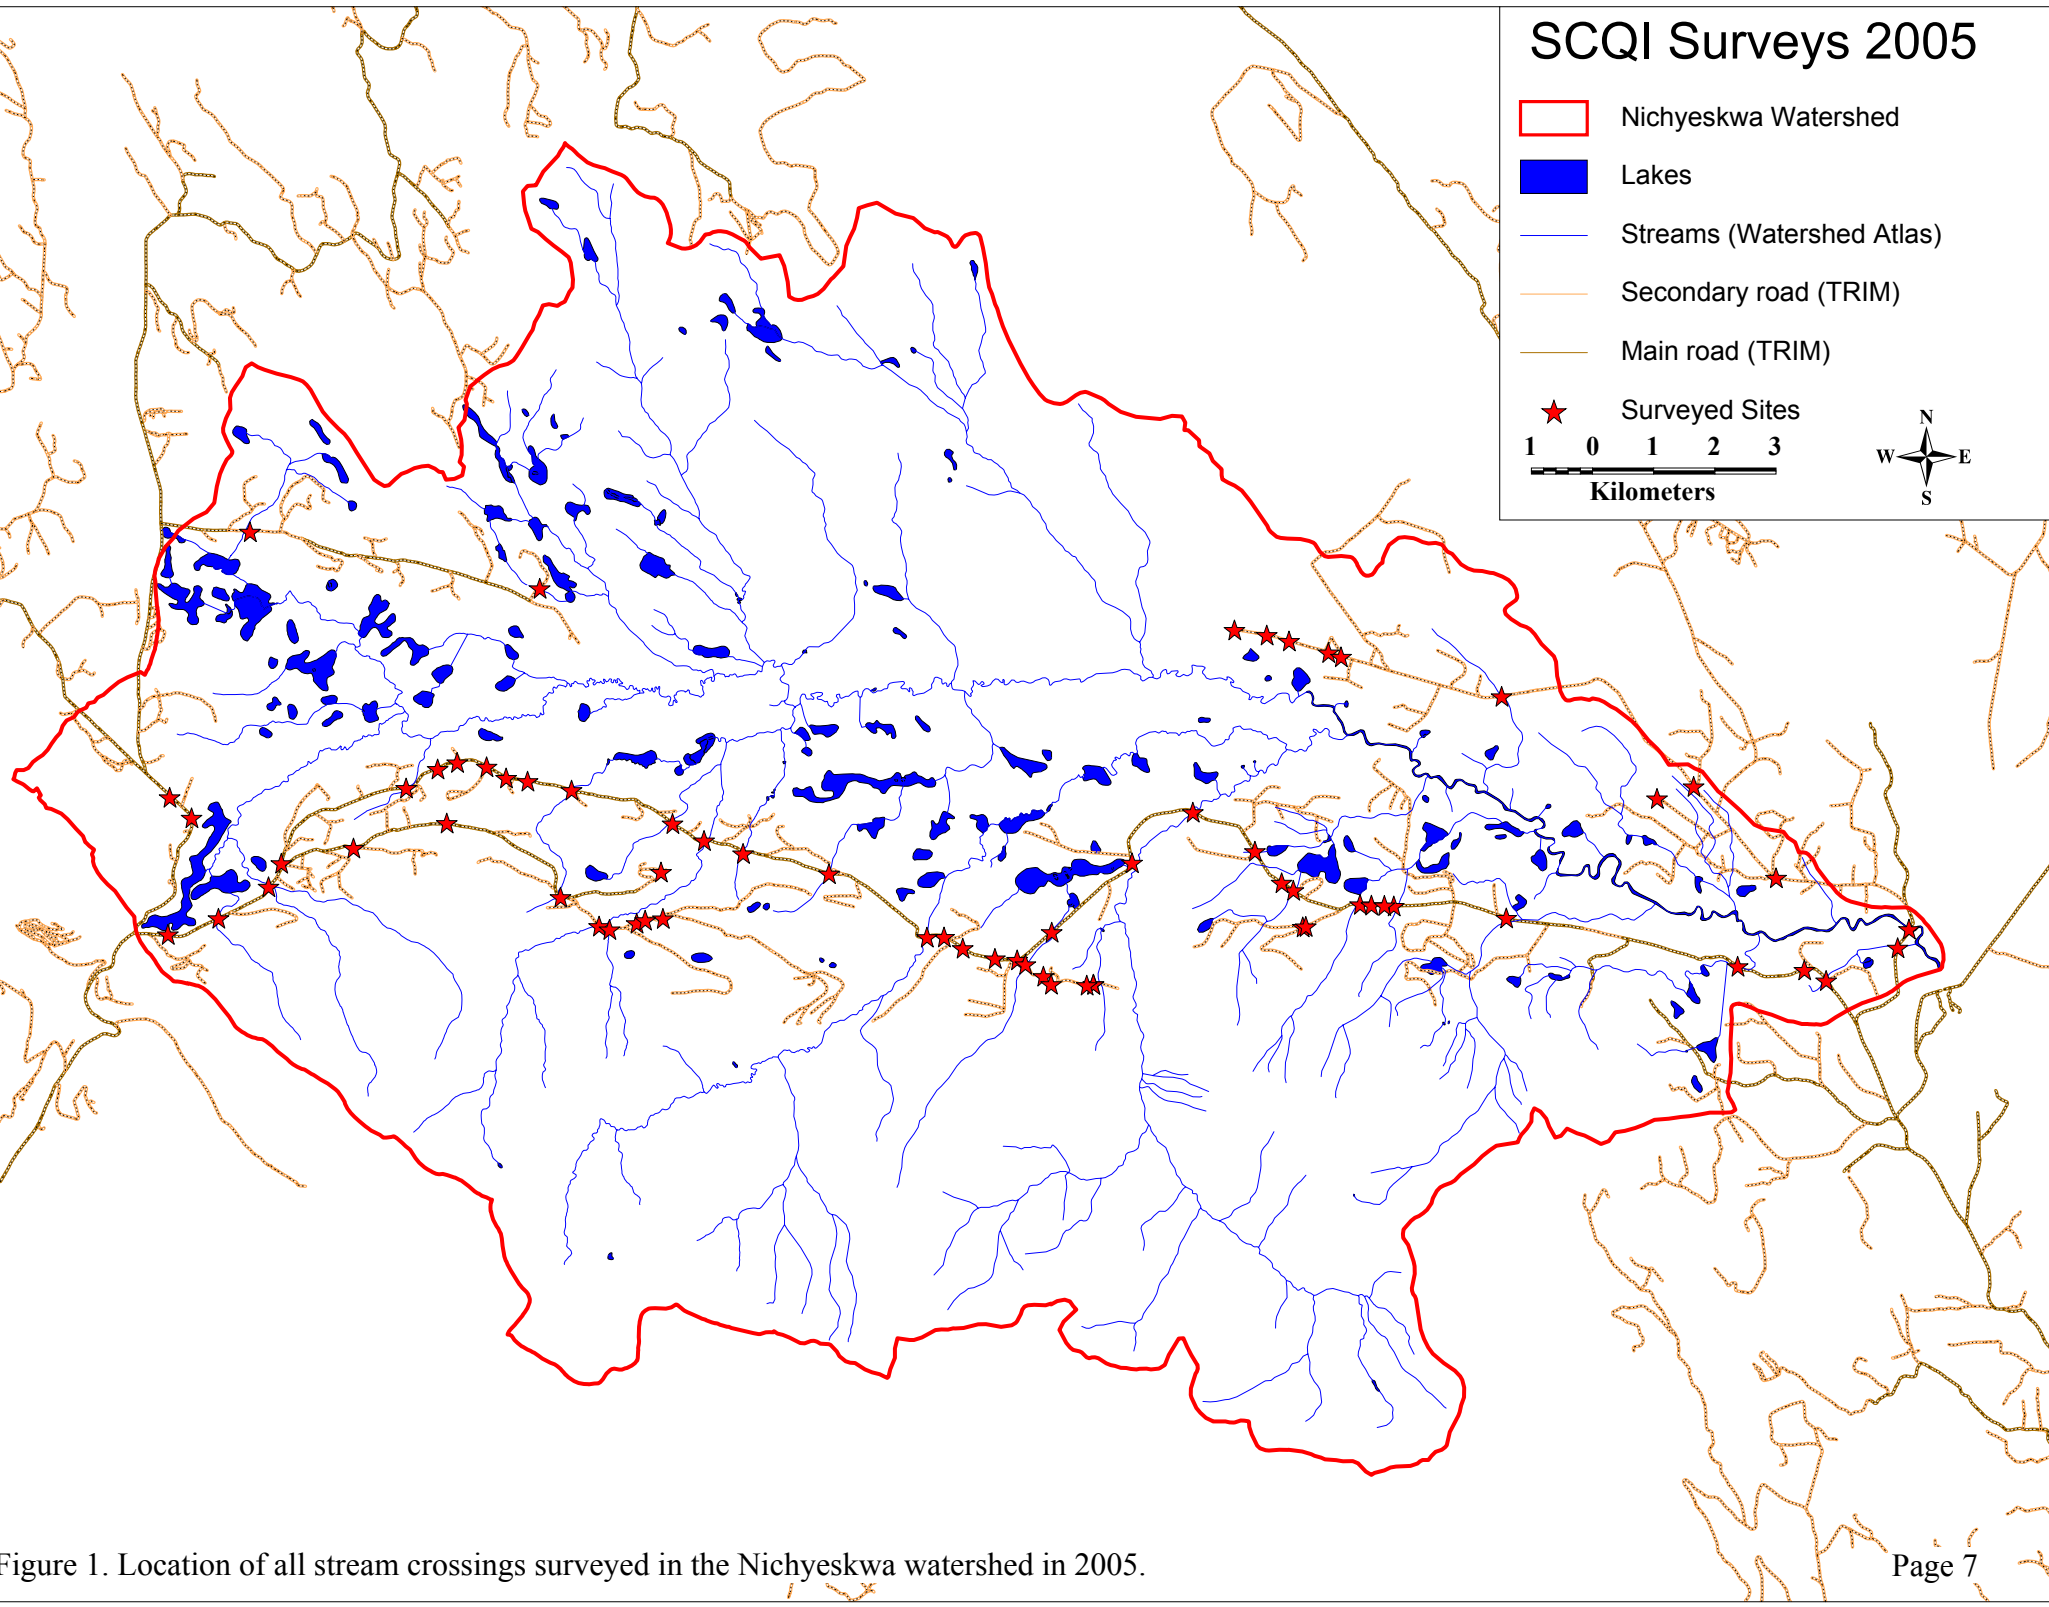 SCQI Surveys 2005
Nichyeskwa Watershed
Lakes
Streams (Watershed Atlas)
Secondary road (TRIM)
Main road (TRIM)
Surveyed Sites
1 0 1 2 3
Kilometers
N
W E
S
Figure 1. Location of all stream crossings surveyed in the Nichyeskwa watershed in 2005.
Page 7